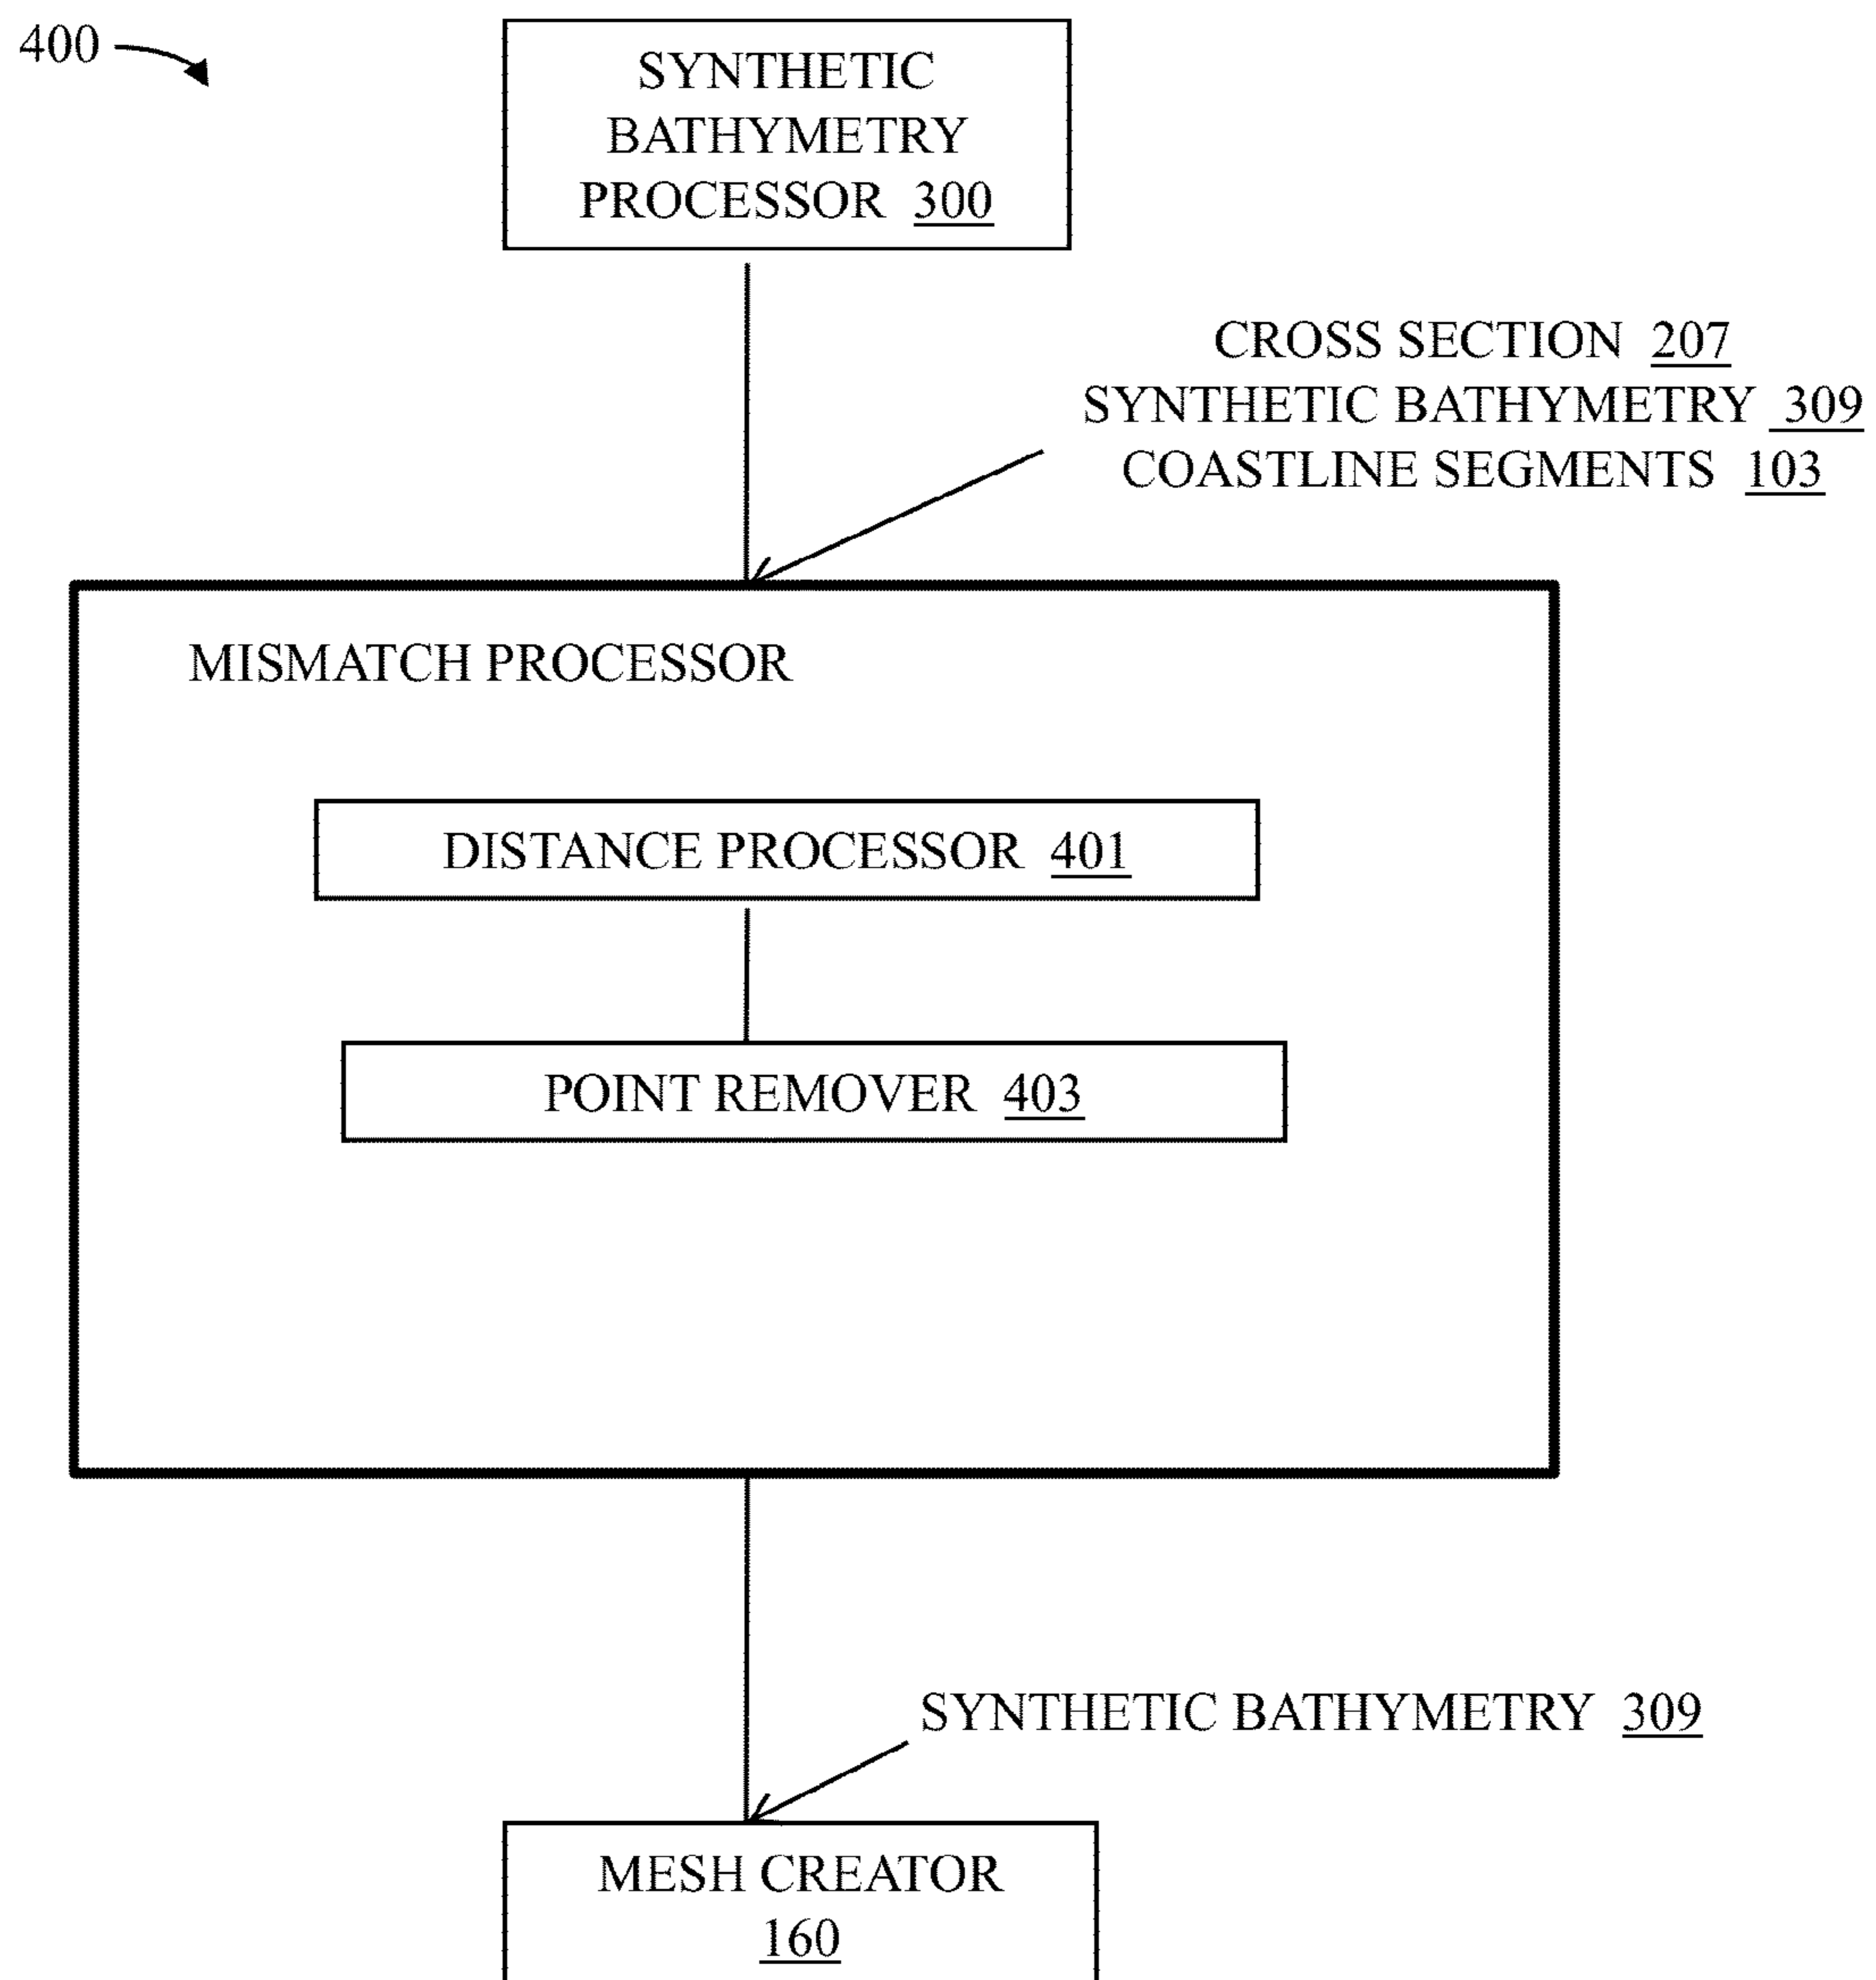 400
SYNTHETIC
BATHYMETRY
PROCESSOR 300
CROSS SECTION 207
SYNTHETIC BATHYMETRY 309
COASTLINE SEGMENTS 103
MISMATCH PROCESSOR
DISTANCE PROCESSOR 401
POINT REMOVER 403
SYNTHETIC BATHYMETRY 309
MESH CREATOR
160